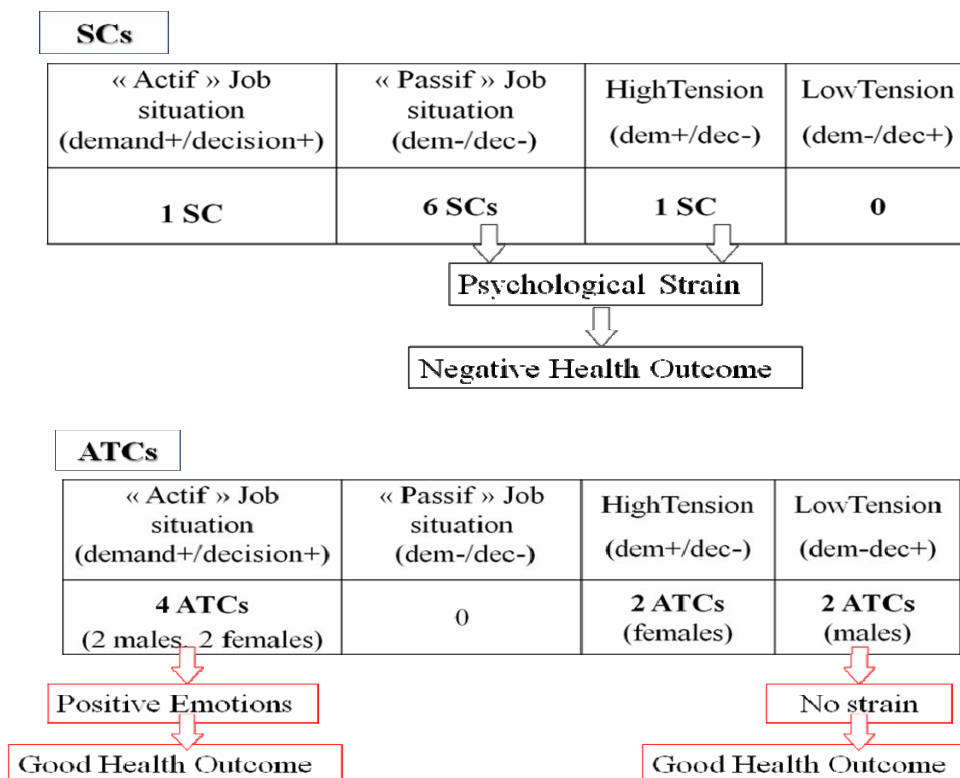 SCs
« Actif » Job
situation
(demand+/decision+)
« Passif » Job
situation
(dem-/dec-)
HighTension
(dem+/dec-)
LowTension
(dem-/dec+)
1 SC
6 SCs
1 SC
0
Psychological Strain
Negative Health Outcome
ATCs
« Actif » Job
situation
(demand+/decision+)
« Passif » Job
situation
(dem-/dec-)
HighTension
(dem+/dec-)
LowTension
(dem-dec+)
4 ATCs
(2 males, 2 females)
0
2 ATCs
(females)
2 ATCs
(males)
Positive Emotions
No strain
Good Health Outcome
Good Health Outcome